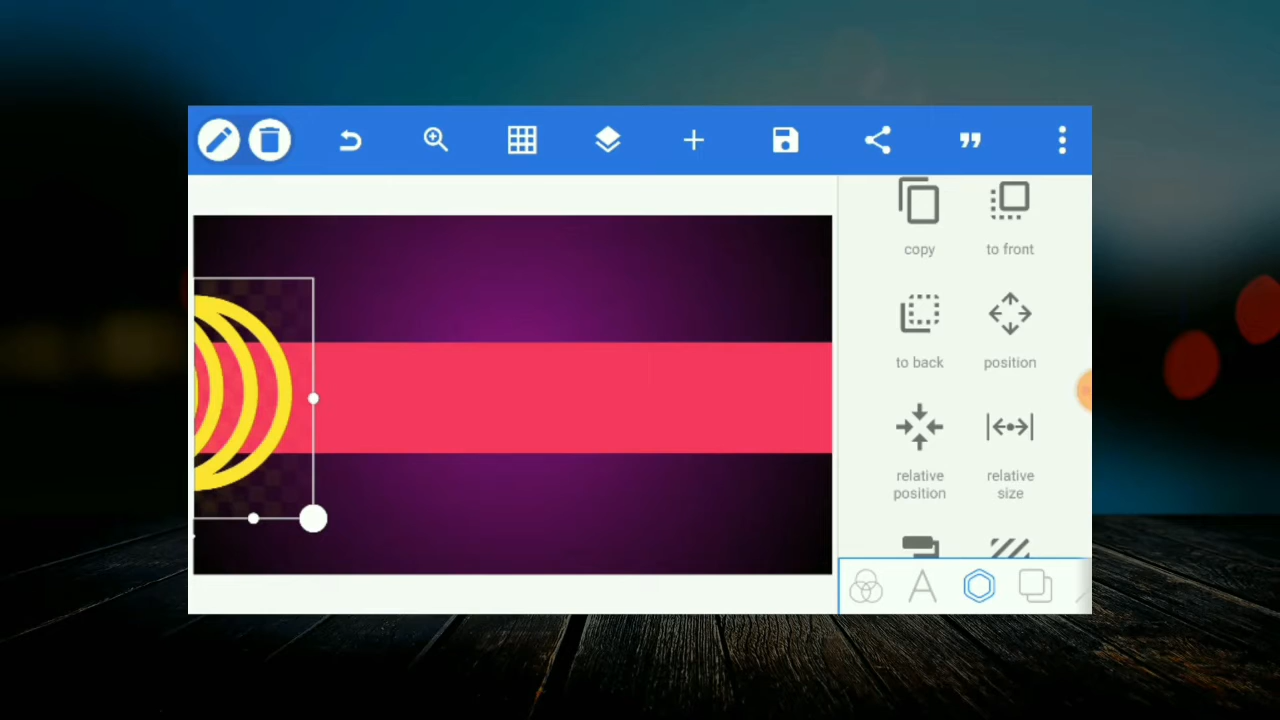 copy
to front
to back
position
relative
position
relative
size